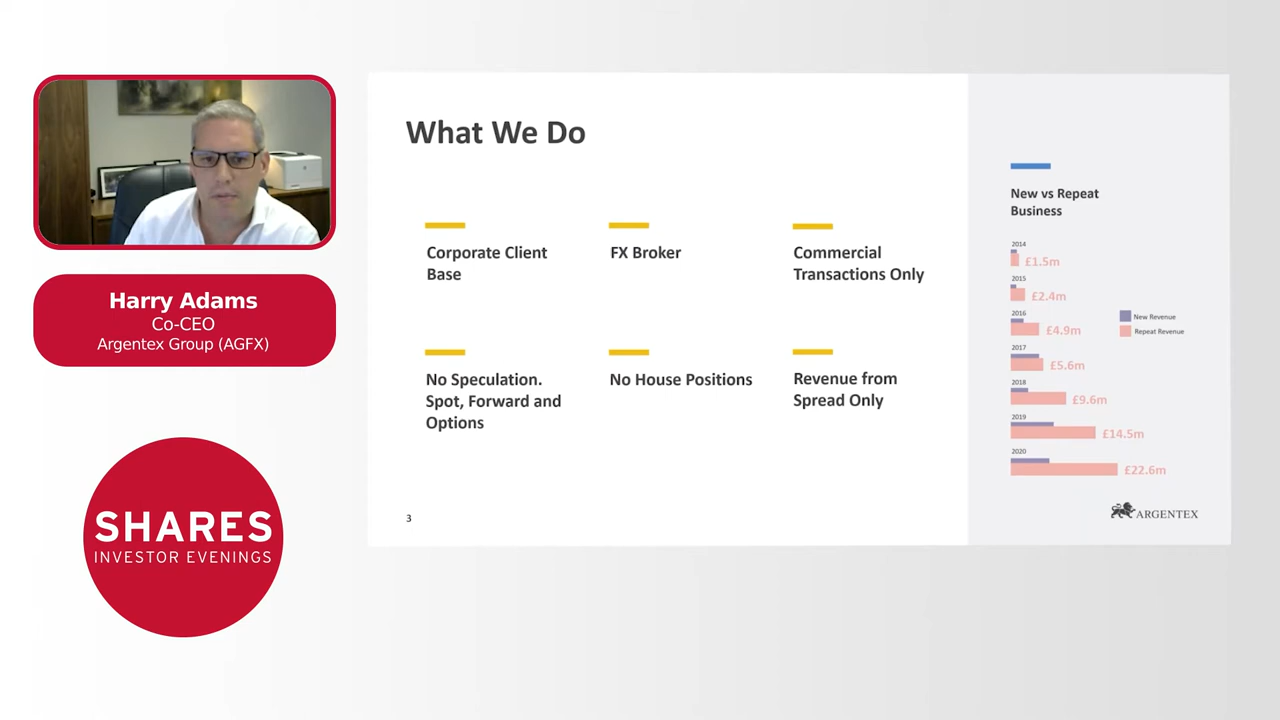 Harry Adams
Co-CEO
Argentex Group (AGFX)
SHARES
INVESTOR EVENINGS
What We Do
Corporate Client
Base
FX Broker
Commercial
Transactions Only
No Speculation.
Spot, Forward and
Options
No House Positions
Revenue from
Spread Only
3
New vs Repeat
Business
2014
£1.5m
2015
£2.4m
2016
£4.9m
2017
£5.6m
2018
£9.6m
2019
£14.5m
2020
£22.6m
New Revenue
Repeat Revenue
ARGENTEX